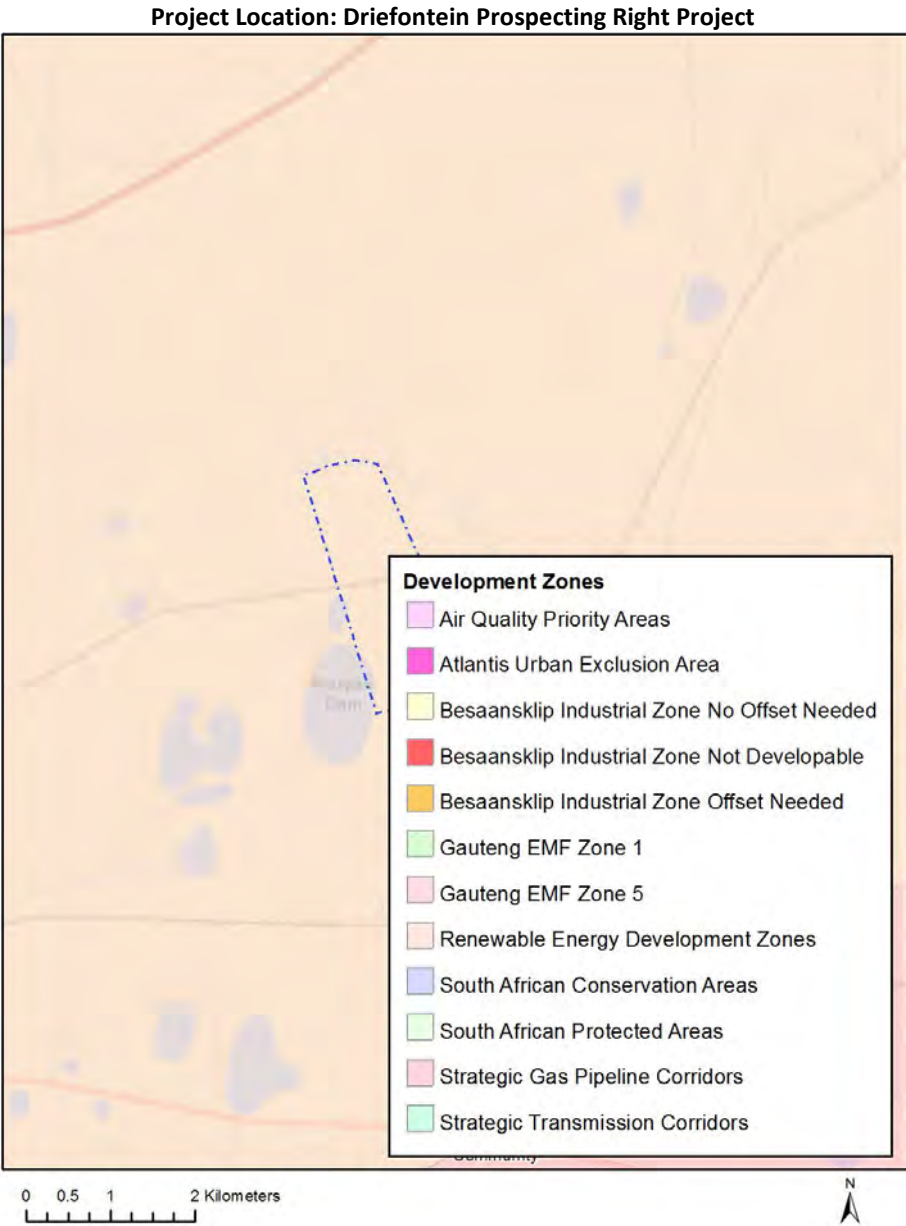 Project Location: Driefontein Prospecting Right Project
Dam
Development Zones
Air Quality Priority Areas
Atlantis Urban Exclusion Area
Besaansklip Industrial Zone No Offset Needed
Besaansklip Industrial Zone Not Developable
Besaansklip Industrial Zone Offset Needed
Gauteng EMF Zone 1
Gauteng EMF Zone 5
Renewable Energy Development Zones
South African Conservation Areas
South African Protected Areas
Strategic Gas Pipeline Corridors
Strategic Transmission Corridors
Community
0 0.5 1 2 Kilometers
N